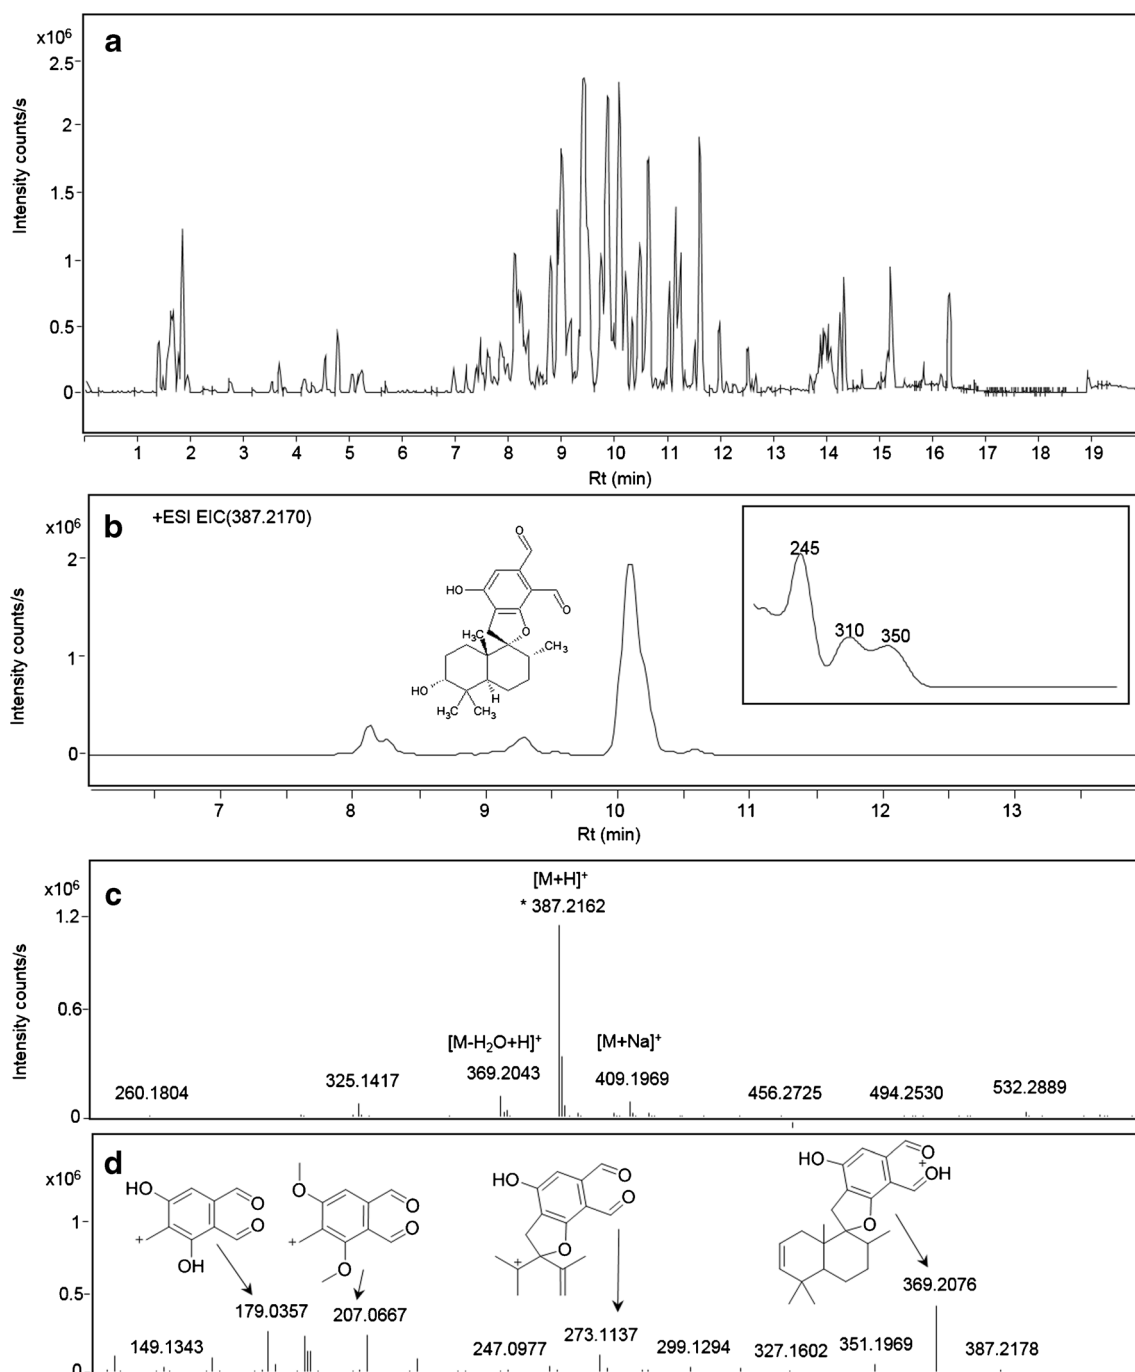 a
x10⁶
2.5
2
1.5
1
0.5
0
Intensity counts/s
1 2 3 4 5 6 7 8 9 10 11 12 13 14 15 16 17 18 19
Rt (min)
b
+ESI EIC(387.2170)
x10⁶
2
1
0
Intensity counts/s
O
HO
O
O
H₃C
CH₃
HO
H
H₃C CH₃
245
310 350
7 8 9 10 11 12 13
Rt (min)
c
x10⁶
1.2
0.6
0
Intensity counts/s
[M+H]⁺
* 387.2162
[M-H₂O+H]⁺
369.2043
[M+Na]⁺
409.1969
260.1804
325.1417
456.2725
494.2530
532.2889
d
x10⁶
1
0.5
0
HO
O
O
+
OH
O
O
O
+
O
HO
O
O
O
+
HO
O
+
OH
O
179.0357
207.0667
273.1137
369.2076
149.1343
247.0977
299.1294
327.1602
351.1969
387.2178